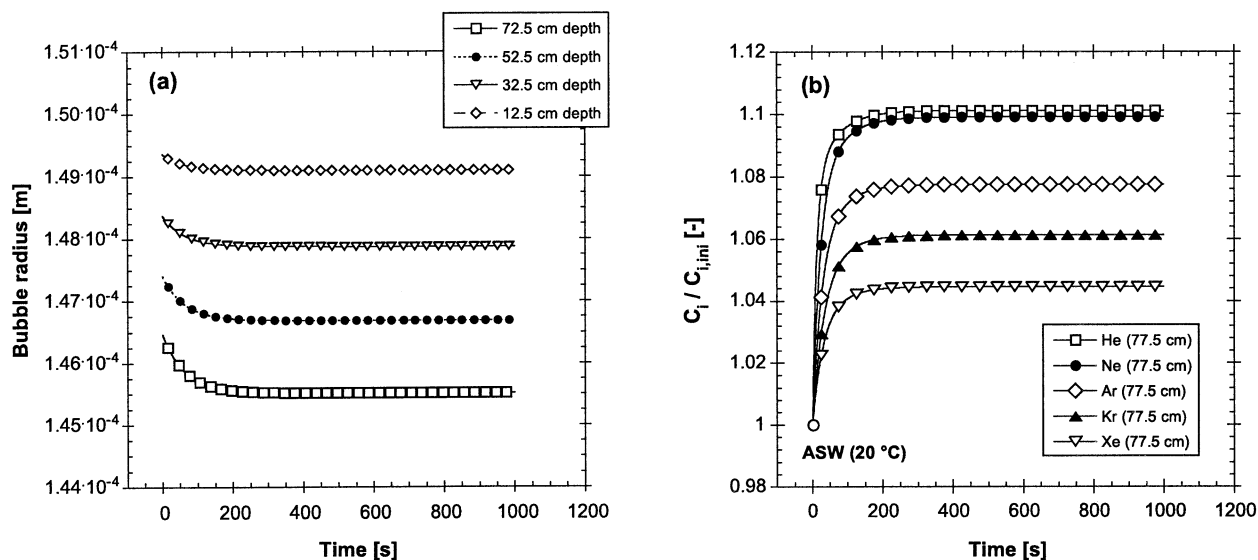 72.5 cm depth
52.5 cm depth
32.5 cm depth
12.5 cm depth
(a)
1.51·10-4
1.50·10-4
1.49·10-4
1.48·10-4
1.47·10-4
1.46·10-4
1.45·10-4
1.44·10-4
Bubble radius [m]
0 200 400 600 800 1000 1200
Time [s]
(b)
1.12
1.1
1.08
1.06
1.04
1.02
1
0.98
Ci / Ci,ini [-]
He (77.5 cm)
Ne (77.5 cm)
Ar (77.5 cm)
Kr (77.5 cm)
Xe (77.5 cm)
ASW (20 °C)
0 200 400 600 800 1000 1200
Time [s]